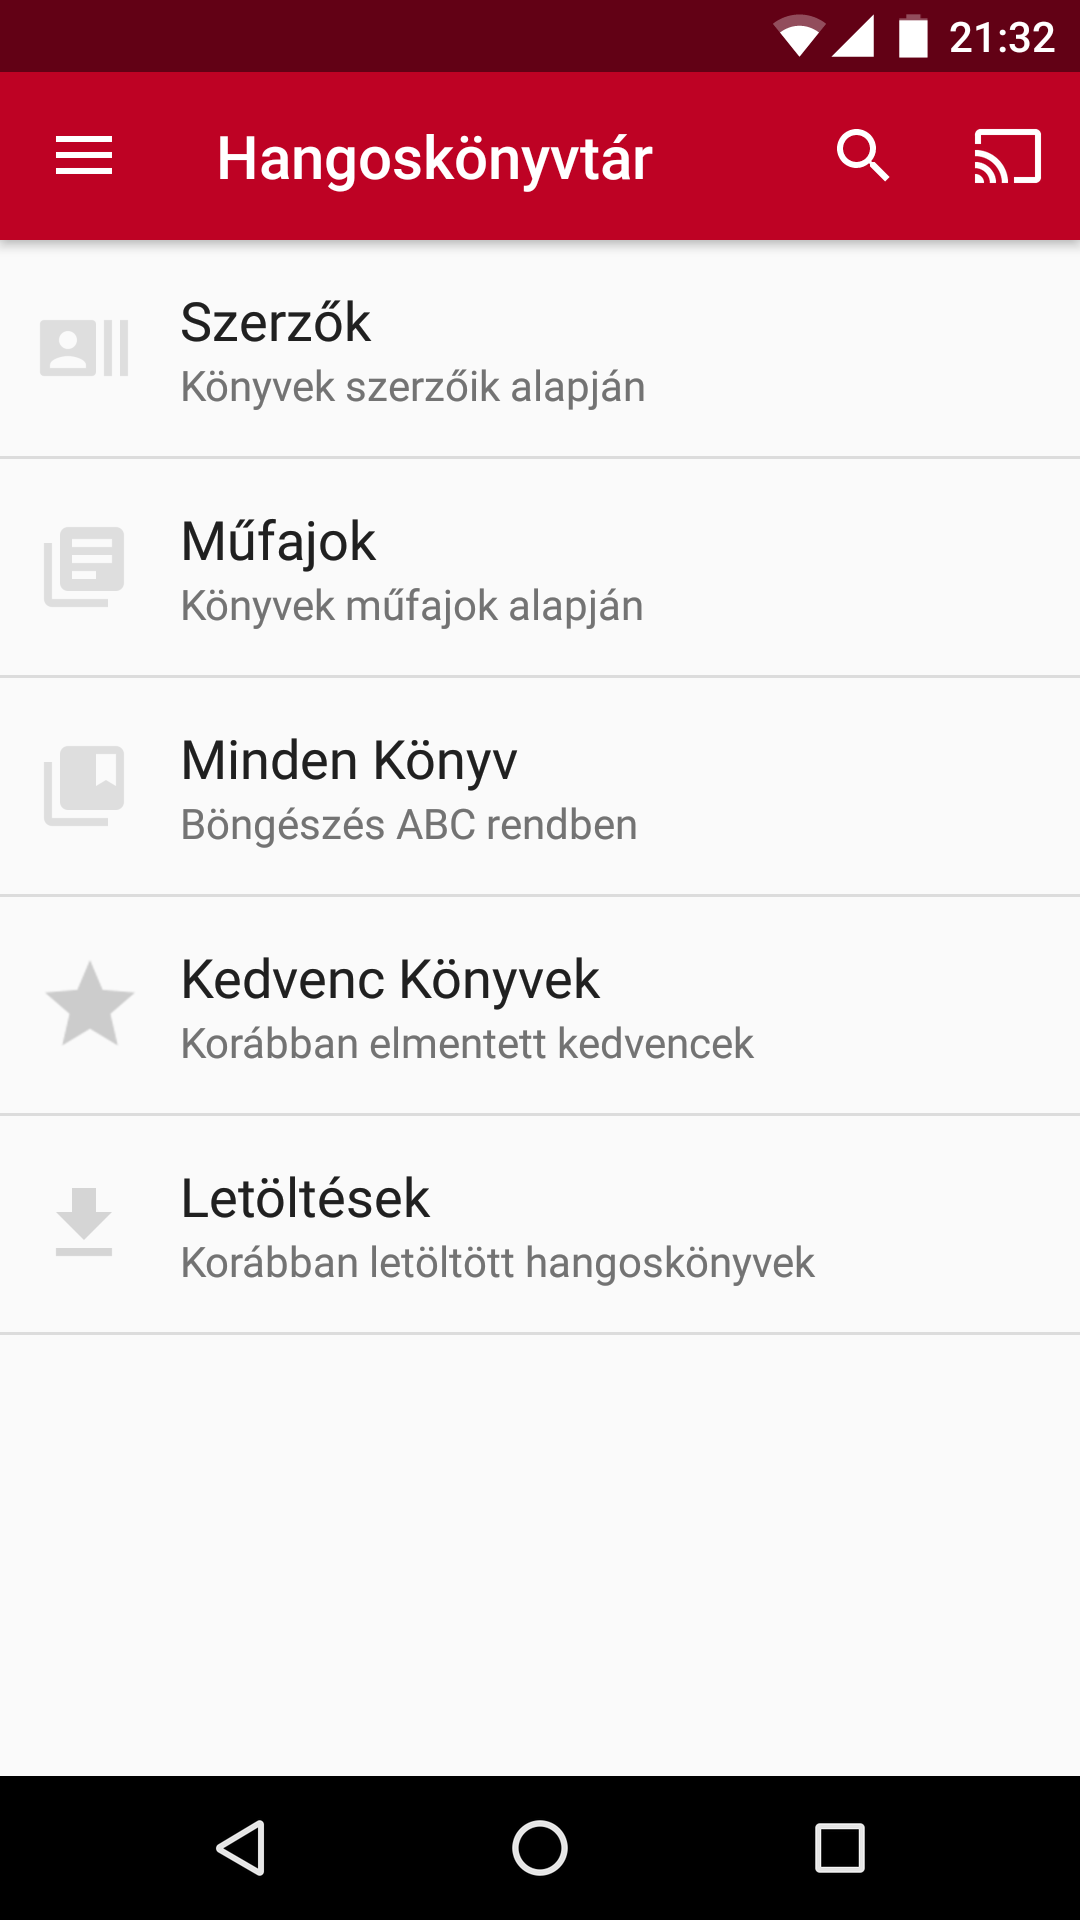 21:32
Hangoskönyvtár
Szerzők
Könyvek szerzőik alapján
Műfajok
Könyvek műfajok alapján
Minden Könyv
Böngészés ABC rendben
Kedvenc Könyvek
Korábban elmentett kedvencek
Letöltések
Korábban letöltött hangoskönyvek